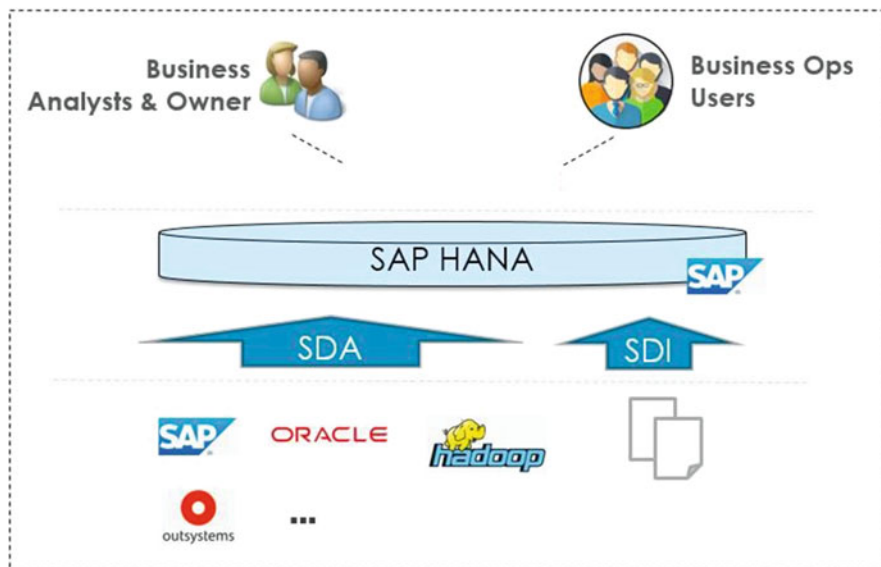 Business
Analysts & Owner
Business Ops
Users
SAP HANA
SAP
SDA
SDI
SAP
ORACLE
hadoop
outsystems
...